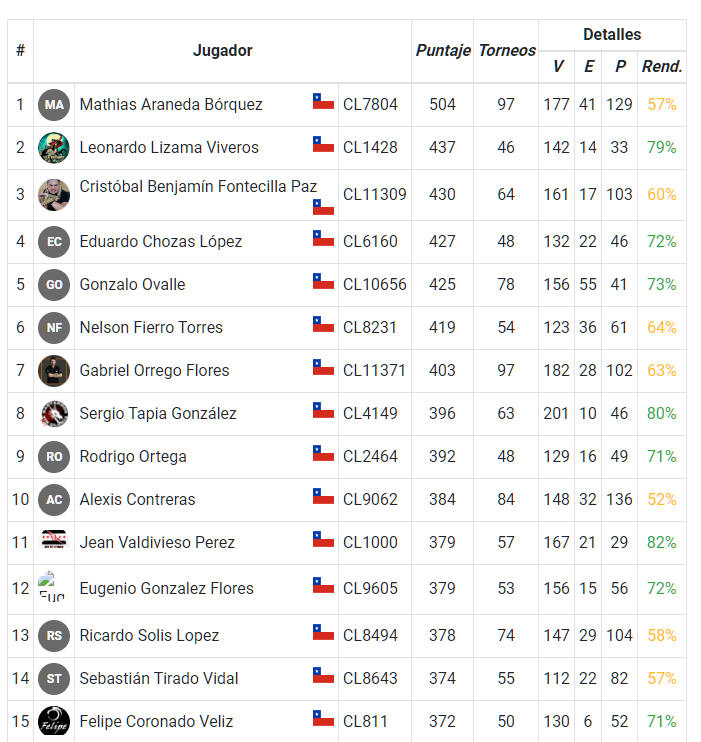 # Jugador Puntaje Torneos Detalles
V E P Rend.
1 MA Mathias Araneda Bórquez CL7804 504 97 177 41 129 57%
2 Leonardo Lizama Viveros CL1428 437 46 142 14 33 79%
3 Cristóbal Benjamín Fontecilla Paz CL11309 430 64 161 17 103 60%
4 EC Eduardo Chozas López CL6160 427 48 132 22 46 72%
5 GO Gonzalo Ovalle CL10656 425 78 156 55 41 73%
6 NF Nelson Fierro Torres CL8231 419 54 123 36 61 64%
7 Gabriel Orrego Flores CL11371 403 97 182 28 102 63%
8 Sergio Tapia González CL4149 396 63 201 10 46 80%
9 RO Rodrigo Ortega CL2464 392 48 129 16 49 71%
10 AC Alexis Contreras CL9062 384 84 148 32 136 52%
11 Jean Valdivieso Perez CL1000 379 57 167 21 29 82%
12 Eug Eugenio Gonzalez Flores CL9605 379 53 156 15 56 72%
13 RS Ricardo Solis Lopez CL8494 378 74 147 29 104 58%
14 ST Sebastián Tirado Vidal CL8643 374 55 112 22 82 57%
15 Felipe Felipe Coronado Veliz CL811 372 50 130 6 52 71%